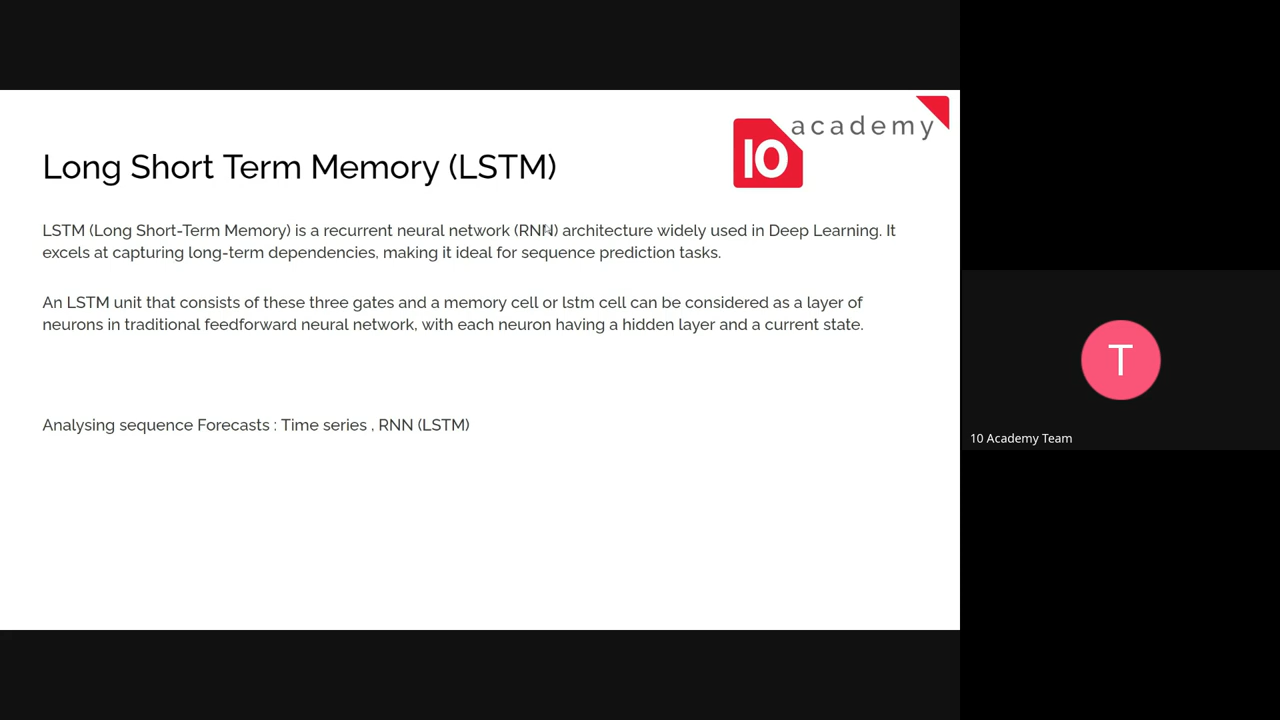 academy
10
Long Short Term Memory (LSTM)
LSTM (Long Short-Term Memory) is a recurrent neural network (RNN) architecture widely used in Deep Learning. It
excels at capturing long-term dependencies, making it ideal for sequence prediction tasks.
An LSTM unit that consists of these three gates and a memory cell or lstm cell can be considered as a layer of
neurons in traditional feedforward neural network, with each neuron having a hidden layer and a current state.
Analysing sequence Forecasts : Time series , RNN (LSTM)
T
10 Academy Team